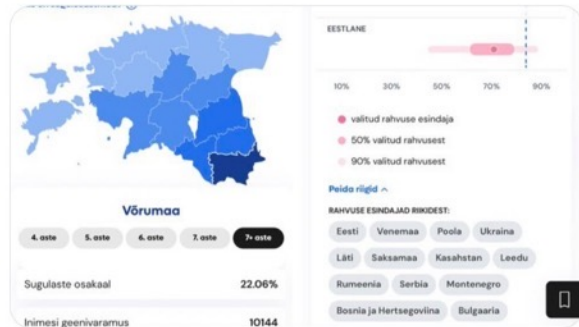 EESTLANE
10% 30% 50% 70% 90%
valitud rahvuse esindaja
50% valitud rahvusest
90% valitud rahvusest
Peida riigid
RAHVUSE ESINDAJAD RIIKIDEST:
Eesti Venemaa Poola Ukraina
Läti Saksamaa Kasahstan Leedu
Rumeenia Serbia Montenegro
Bosnia ja Hertsegoviina Bulgaaria
Võrumaa
4. aste 5. aste 6. aste 7. aste 7+ aste
Sugulaste osakaal 22.06%
Inimesi geenivaramus 10144